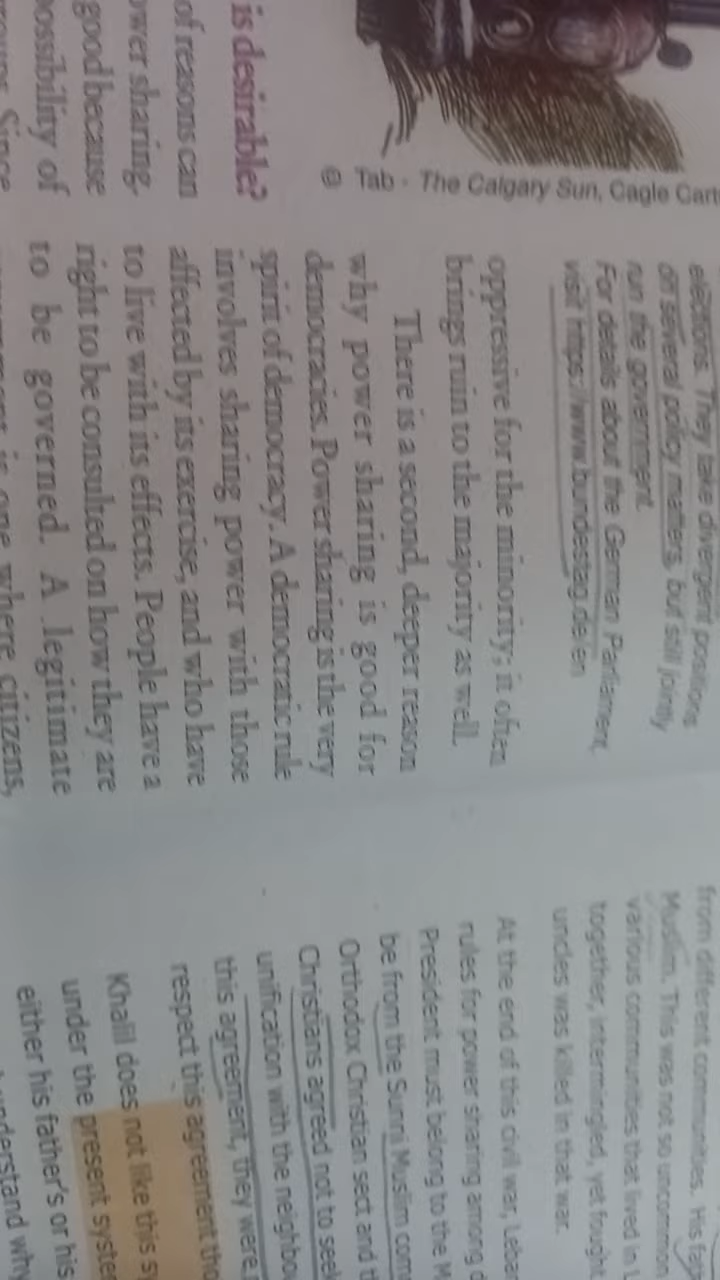 is desirable?
of reasons can
ower sharing.
good because
possibility of
Since
© Tab - The Calgary Sun, Cagle Cart
elections. They take divergent positions
on several policy matters, but still jointly
run the government.
For details about the German Parliament,
visit https://www.bundestag.de/en
oppressive for the minority; it often
brings ruin to the majority as well.
There is a second, deeper reason
why power sharing is good for
democracies. Power sharing is the very
spirit of democracy. A democratic rule
involves sharing power with those
affected by its exercise, and who have
to live with its effects. People have a
right to be consulted on how they are
to be governed. A legitimate
is one where citizens,
from different communities. His fat
Muslim. This was not so uncommon
various communities that lived in L
together, intermingled, yet fought
uncles was killed in that war.
At the end of this civil war, Leba
rules for power sharing among d
President must belong to the M
be from the Sunni Muslim com
Orthodox Christian sect and t
Christians agreed not to seek
unification with the neighbo
this agreement, they were
respect this agreement tho
Khalil does not like this sy
under the present syste
either his father's or his
understand why